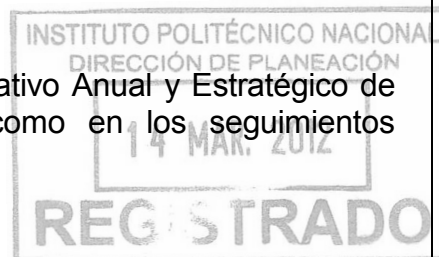 INSTITUTO POLITÉCNICO NACIONAL
DIRECCIÓN DE PLANEACIÓN
ativo Anual y Estratégico de
como en los seguimientos
14 MAR. 2012
REGISTRADO